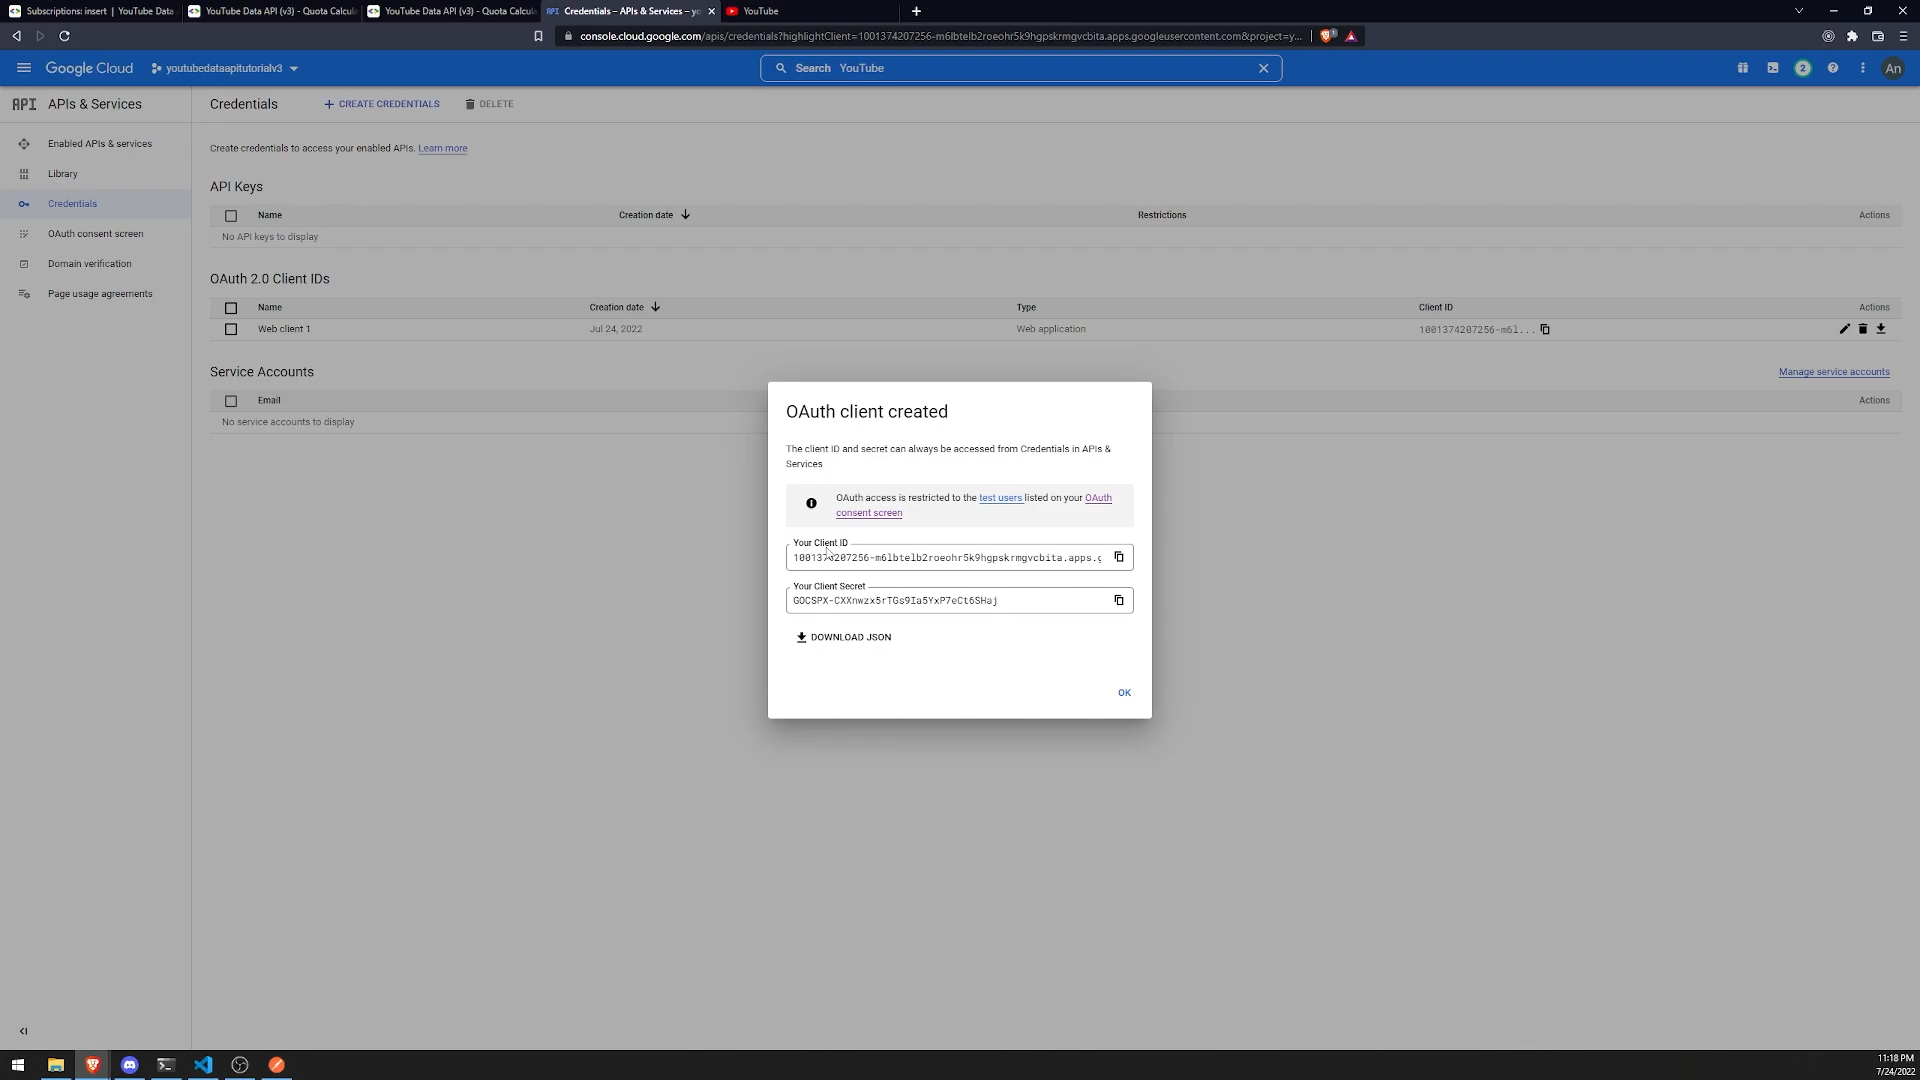 Subscriptions: insert | YouTube Data
YouTube Data API (v3) - Quota Calcul
YouTube Data API (v3) - Quota Calcul
API Credentials – APIs & Services – yo
YouTube
console.cloud.google.com/apis/credentials?highlightClient=1001374207256-m6lbtelb2roeohr5k9hgpskrmgvcbita.apps.googleusercontent.com&project=y...
Google Cloud
youtubedataapitutorialv3
Search YouTube
2
An
API APIs & Services
Credentials
CREATE CREDENTIALS
DELETE
Enabled APIs & services
Library
Credentials
OAuth consent screen
Domain verification
Page usage agreements
Create credentials to access your enabled APIs. Learn more
API Keys
Name Creation date Restrictions Actions
No API keys to display
OAuth 2.0 Client IDs
Name Creation date Type Client ID Actions
Web client 1 Jul 24, 2022 Web application 1001374207256-m6l...
Service Accounts
Manage service accounts
Email Actions
No service accounts to display
OAuth client created
The client ID and secret can always be accessed from Credentials in APIs &
Services
OAuth access is restricted to the test users listed on your OAuth
consent screen
Your Client ID
1001374207256-m6lbtelb2roeohr5k9hgpskrmgvcbita.apps.g
Your Client Secret
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
DOWNLOAD JSON
OK
11:18 PM
7/24/2022